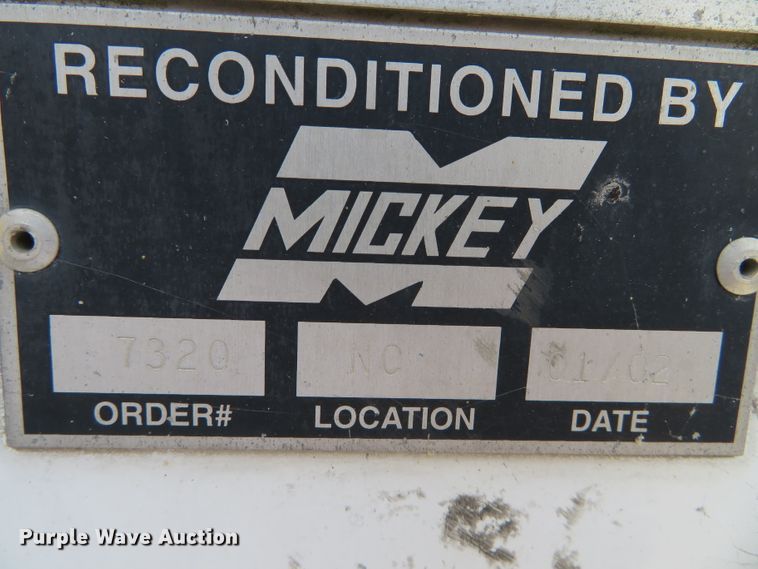 RECONDITIONED BY
MICKEY
7320 NC 01/02
ORDER# LOCATION DATE
Purple Wave Auction